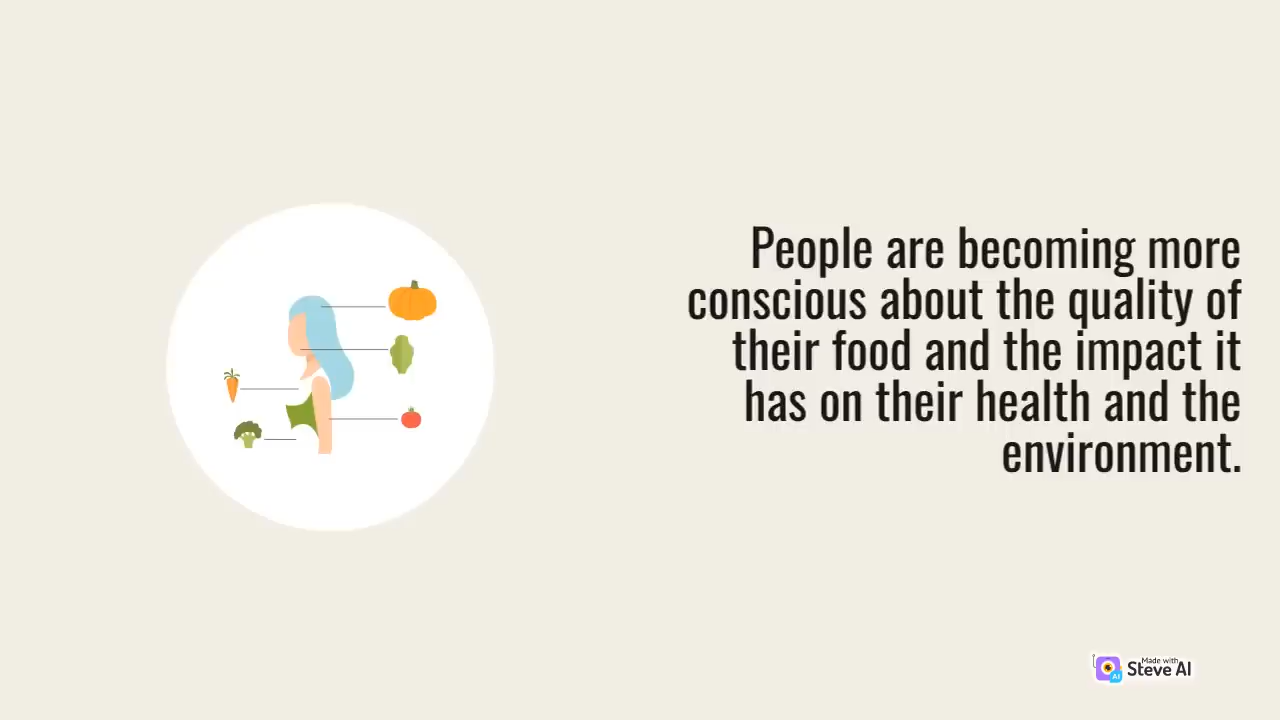 People are becoming more
conscious about the quality of
their food and the impact it
has on their health and the
environment.
Made with
Steve AI
AI